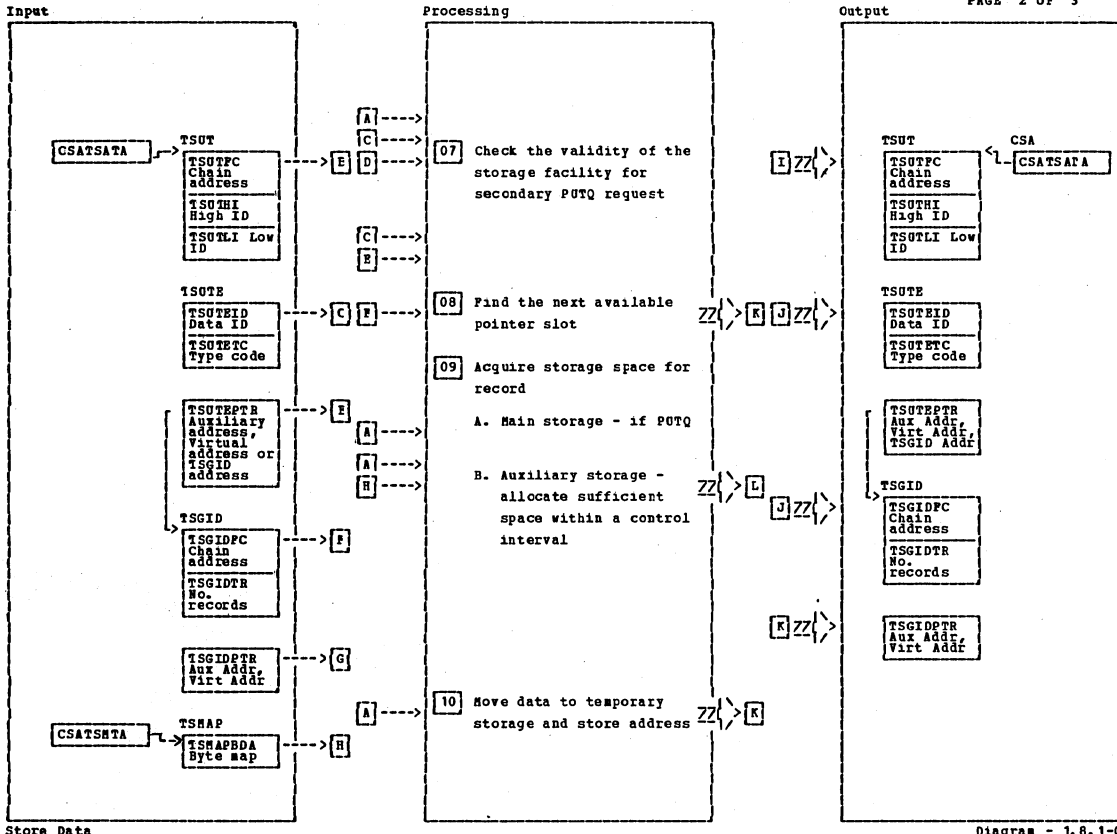 PAGE 2 OF 3
Input
Processing
Output
CSATSATA
TSUT
TSUTFC
Chain
address
TSUTHI
High ID
TSUTLI Low
ID
E
TSUTE
TSUTEID
Data ID
TSUTETC
Type code
C
TSUTEPTR
Auxiliary
address,
Virtual
address or
TSGID
address
E
TSGID
TSGIDFC
Chain
address
TSGIDTR
No.
records
F
TSGIDPTR
Aux Addr,
Virt Addr
G
CSATSMTA
TSMAP
TSMAPBDA
Byte map
H
A
C
D
07 Check the validity of the
storage facility for
secondary PUTQ request
C
E
F
08 Find the next available
pointer slot
K
09 Acquire storage space for
record
A. Main storage - if PUTQ
A
A
H
B. Auxiliary storage -
allocate sufficient
space within a control
interval
L
A
10 Move data to temporary
storage and store address
K
I
TSUT
TSUTFC
Chain
address
TSUTHI
High ID
TSUTLI Low
ID
CSA
CSATSATA
J
TSUTE
TSUTEID
Data ID
TSUTETC
Type code
TSUTEPTR
Aux Addr,
Virt Addr,
TSGID Addr
J
TSGID
TSGIDFC
Chain
address
TSGIDTR
No.
records
K
TSGIDPTR
Aux Addr,
Virt Addr
Store Data
Diagram - 1.8.1-